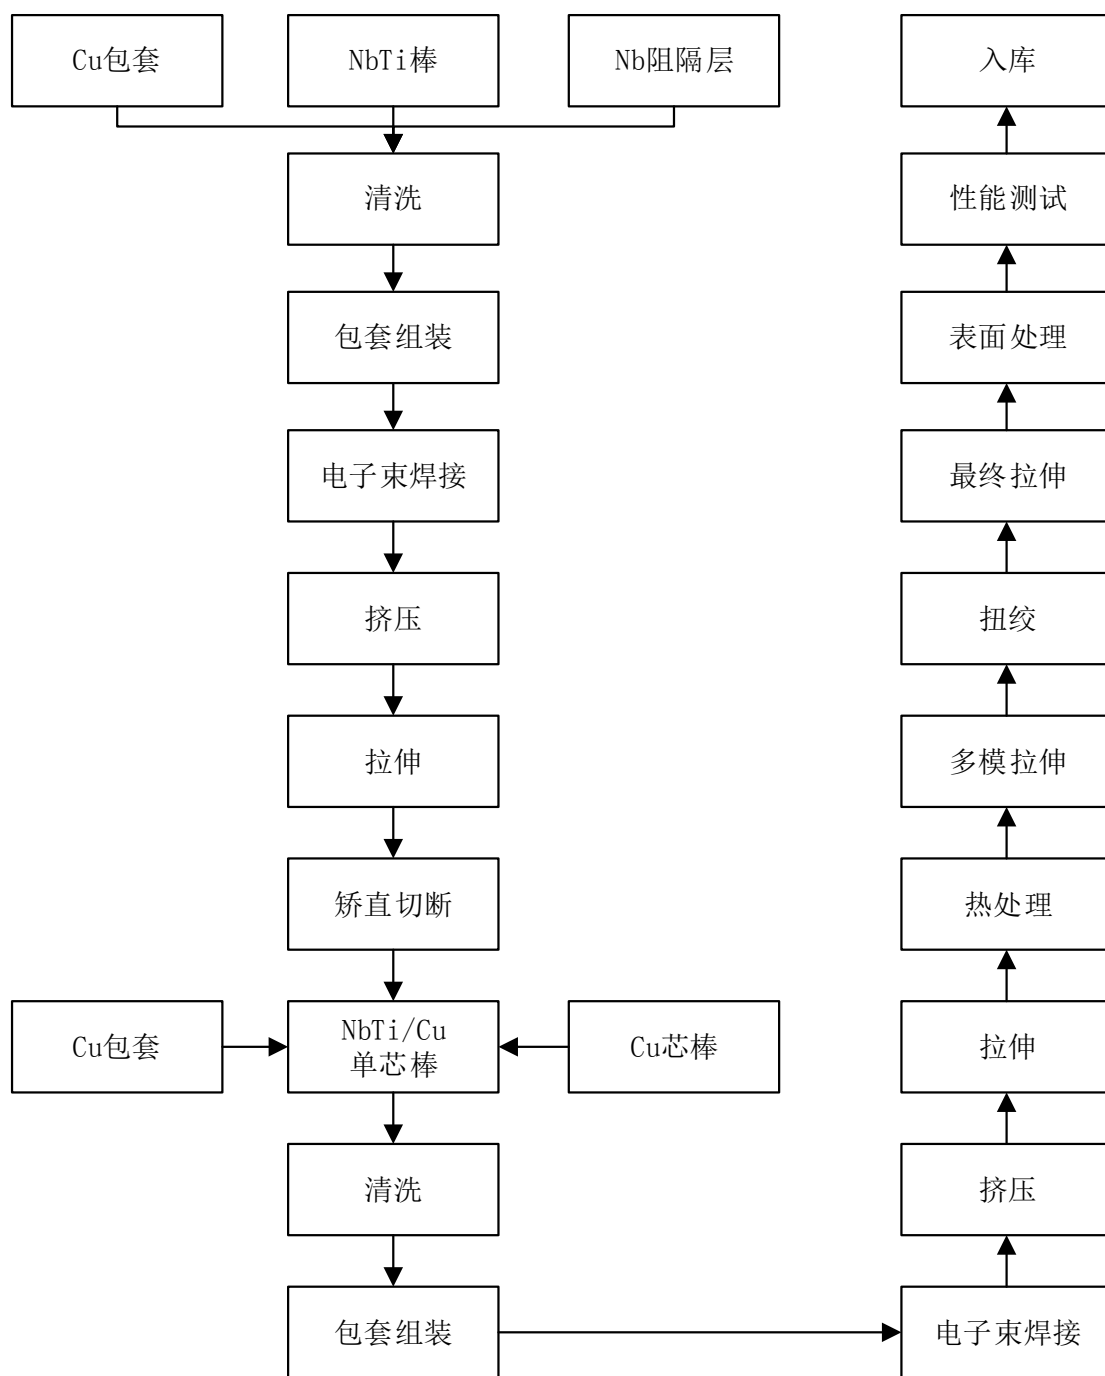 Cu包套
NbTi棒
Nb阻隔层
清洗
包套组装
电子束焊接
挤压
拉伸
矫直切断
Cu包套
NbTi/Cu
单芯棒
Cu芯棒
清洗
包套组装
电子束焊接
挤压
拉伸
热处理
多模拉伸
扭绞
最终拉伸
表面处理
性能测试
入库